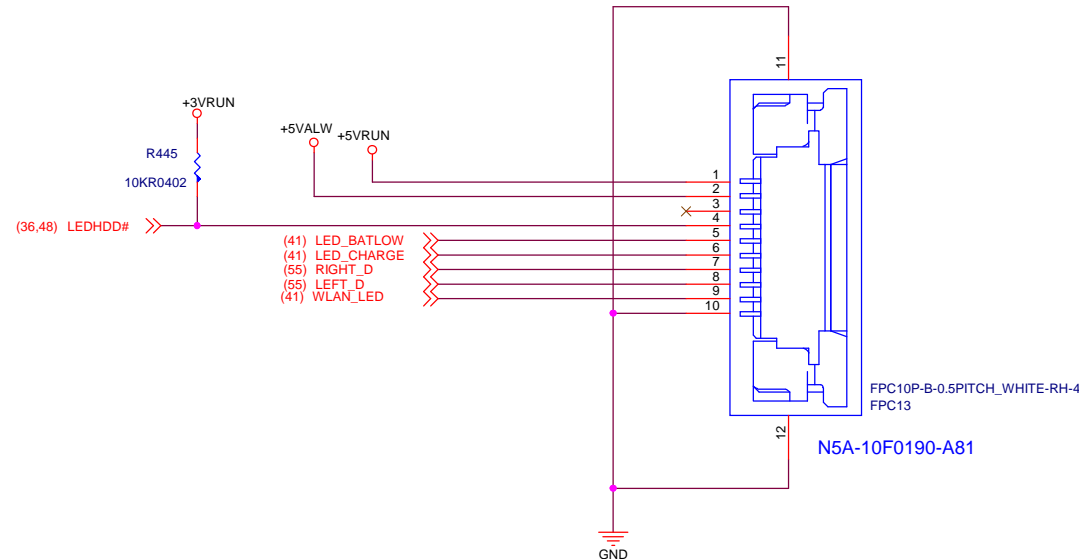 11
+3VRUN
+5VALW
+5VRUN
R445
10KR0402
1
2
3
4
(36,48) LEDHDD#
5
(41) LED_BATLOW
6
(41) LED_CHARGE
7
(55) RIGHT_D
8
(55) LEFT_D
9
(41) WLAN_LED
10
FPC10P-B-0.5PITCH_WHITE-RH-4
FPC13
12
N5A-10F0190-A81
GND